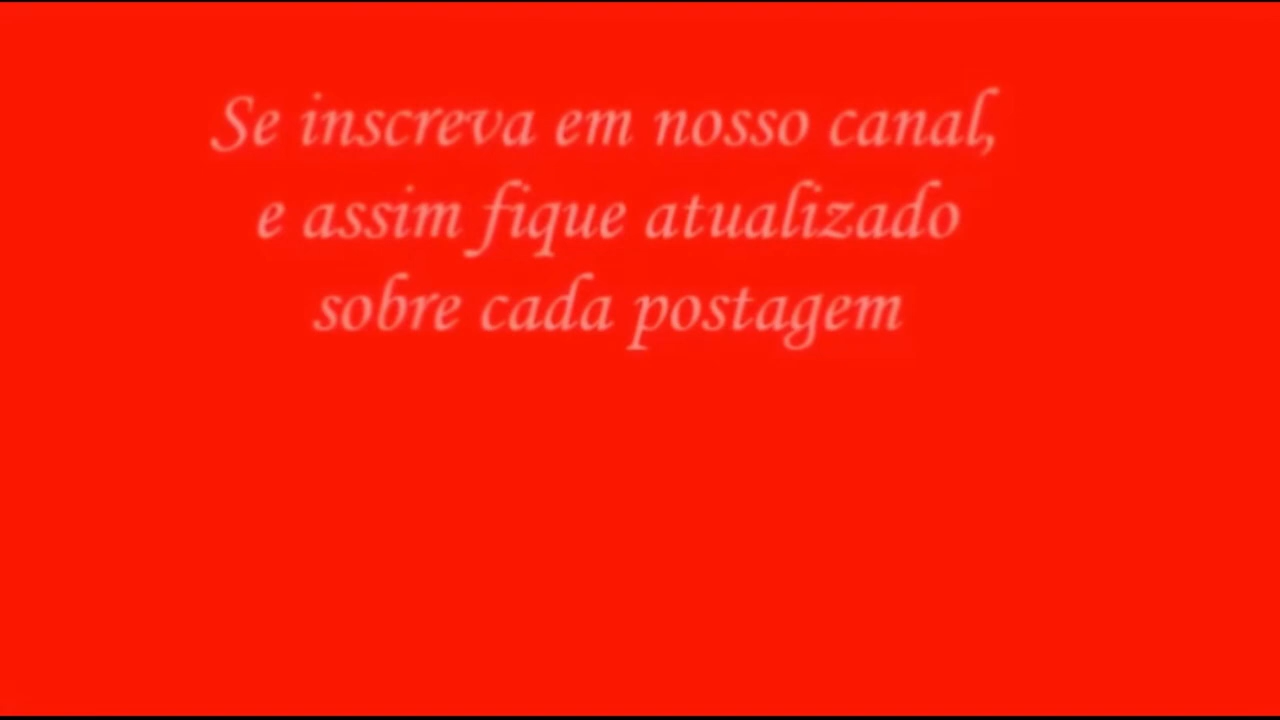 Se inscreva em nosso canal,
e assim fique atualizado
sobre cada postagem